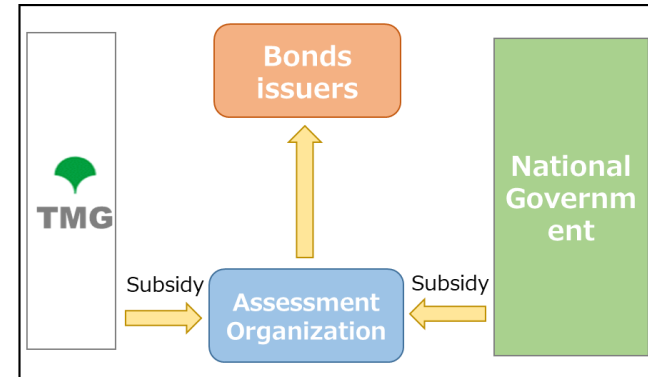 Bonds
issuers
TMG
National
Governm
ent
Subsidy
Subsidy
Assessment
Organization